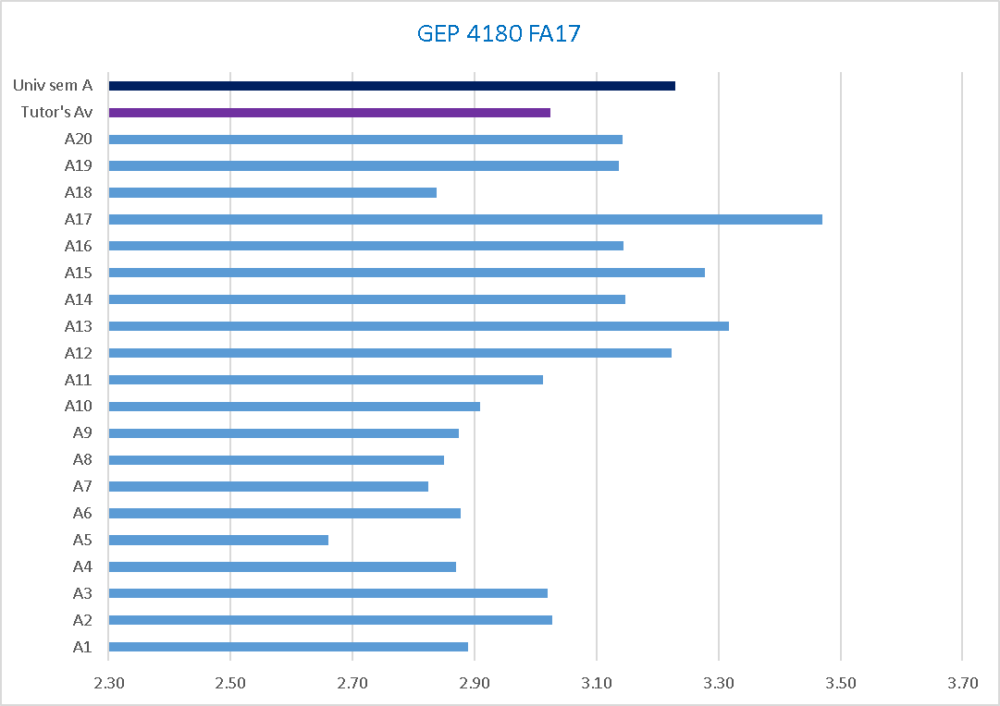 GEP 4180 FA17
Univ sem A
Tutor's Av
A20
A19
A18
A17
A16
A15
A14
A13
A12
A11
A10
A9
A8
A7
A6
A5
A4
A3
A2
A1
2.30 2.50 2.70 2.90 3.10 3.30 3.50 3.70